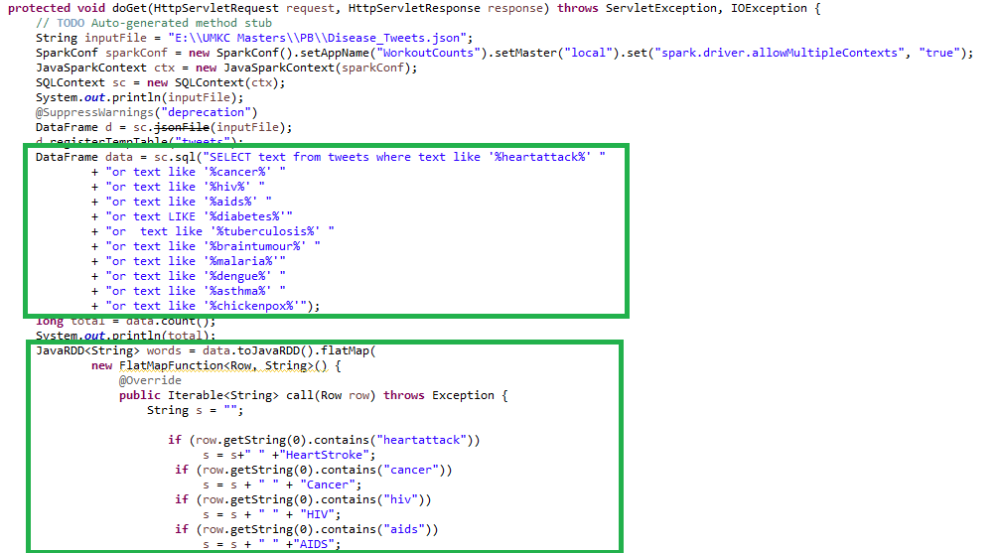 protected void doGet(HttpServletRequest request, HttpServletResponse response) throws ServletException, IOException {
// TODO Auto-generated method stub
String inputFile = "E:\\UMKC Masters\\PB\\Disease_Tweets.json";
SparkConf sparkConf = new SparkConf().setAppName("WorkoutCounts").setMaster("local").set("spark.driver.allowMultipleContexts", "true");
JavaSparkContext ctx = new JavaSparkContext(sparkConf);
SQLContext sc = new SQLContext(ctx);
System.out.println(inputFile);
@SuppressWarnings("deprecation")
DataFrame d = sc.jsonFile(inputFile);
d.registerTempTable("tweets");
DataFrame data = sc.sql("SELECT text from tweets where text like '%heartattack%' "
+ "or text like '%cancer%' "
+ "or text like '%hiv%' "
+ "or text like '%aids%' "
+ "or text LIKE '%diabetes%'"
+ "or  text like '%tuberculosis%' "
+ "or text like '%braintumour%' "
+ "or text like '%malaria%'"
+ "or text like '%dengue%' "
+ "or text like '%asthma%' "
+ "or text like '%chickenpox%'");
long total = data.count();
System.out.println(total);
JavaRDD<String> words = data.toJavaRDD().flatMap(
new FlatMapFunction<Row, String>() {
@Override
public Iterable<String> call(Row row) throws Exception {
String s = "";
if (row.getString(0).contains("heartattack"))
s = s+" " +"HeartStroke";
if (row.getString(0).contains("cancer"))
s = s + " " + "Cancer";
if (row.getString(0).contains("hiv"))
s = s + " " + "HIV";
if (row.getString(0).contains("aids"))
s = s + " " +"AIDS";